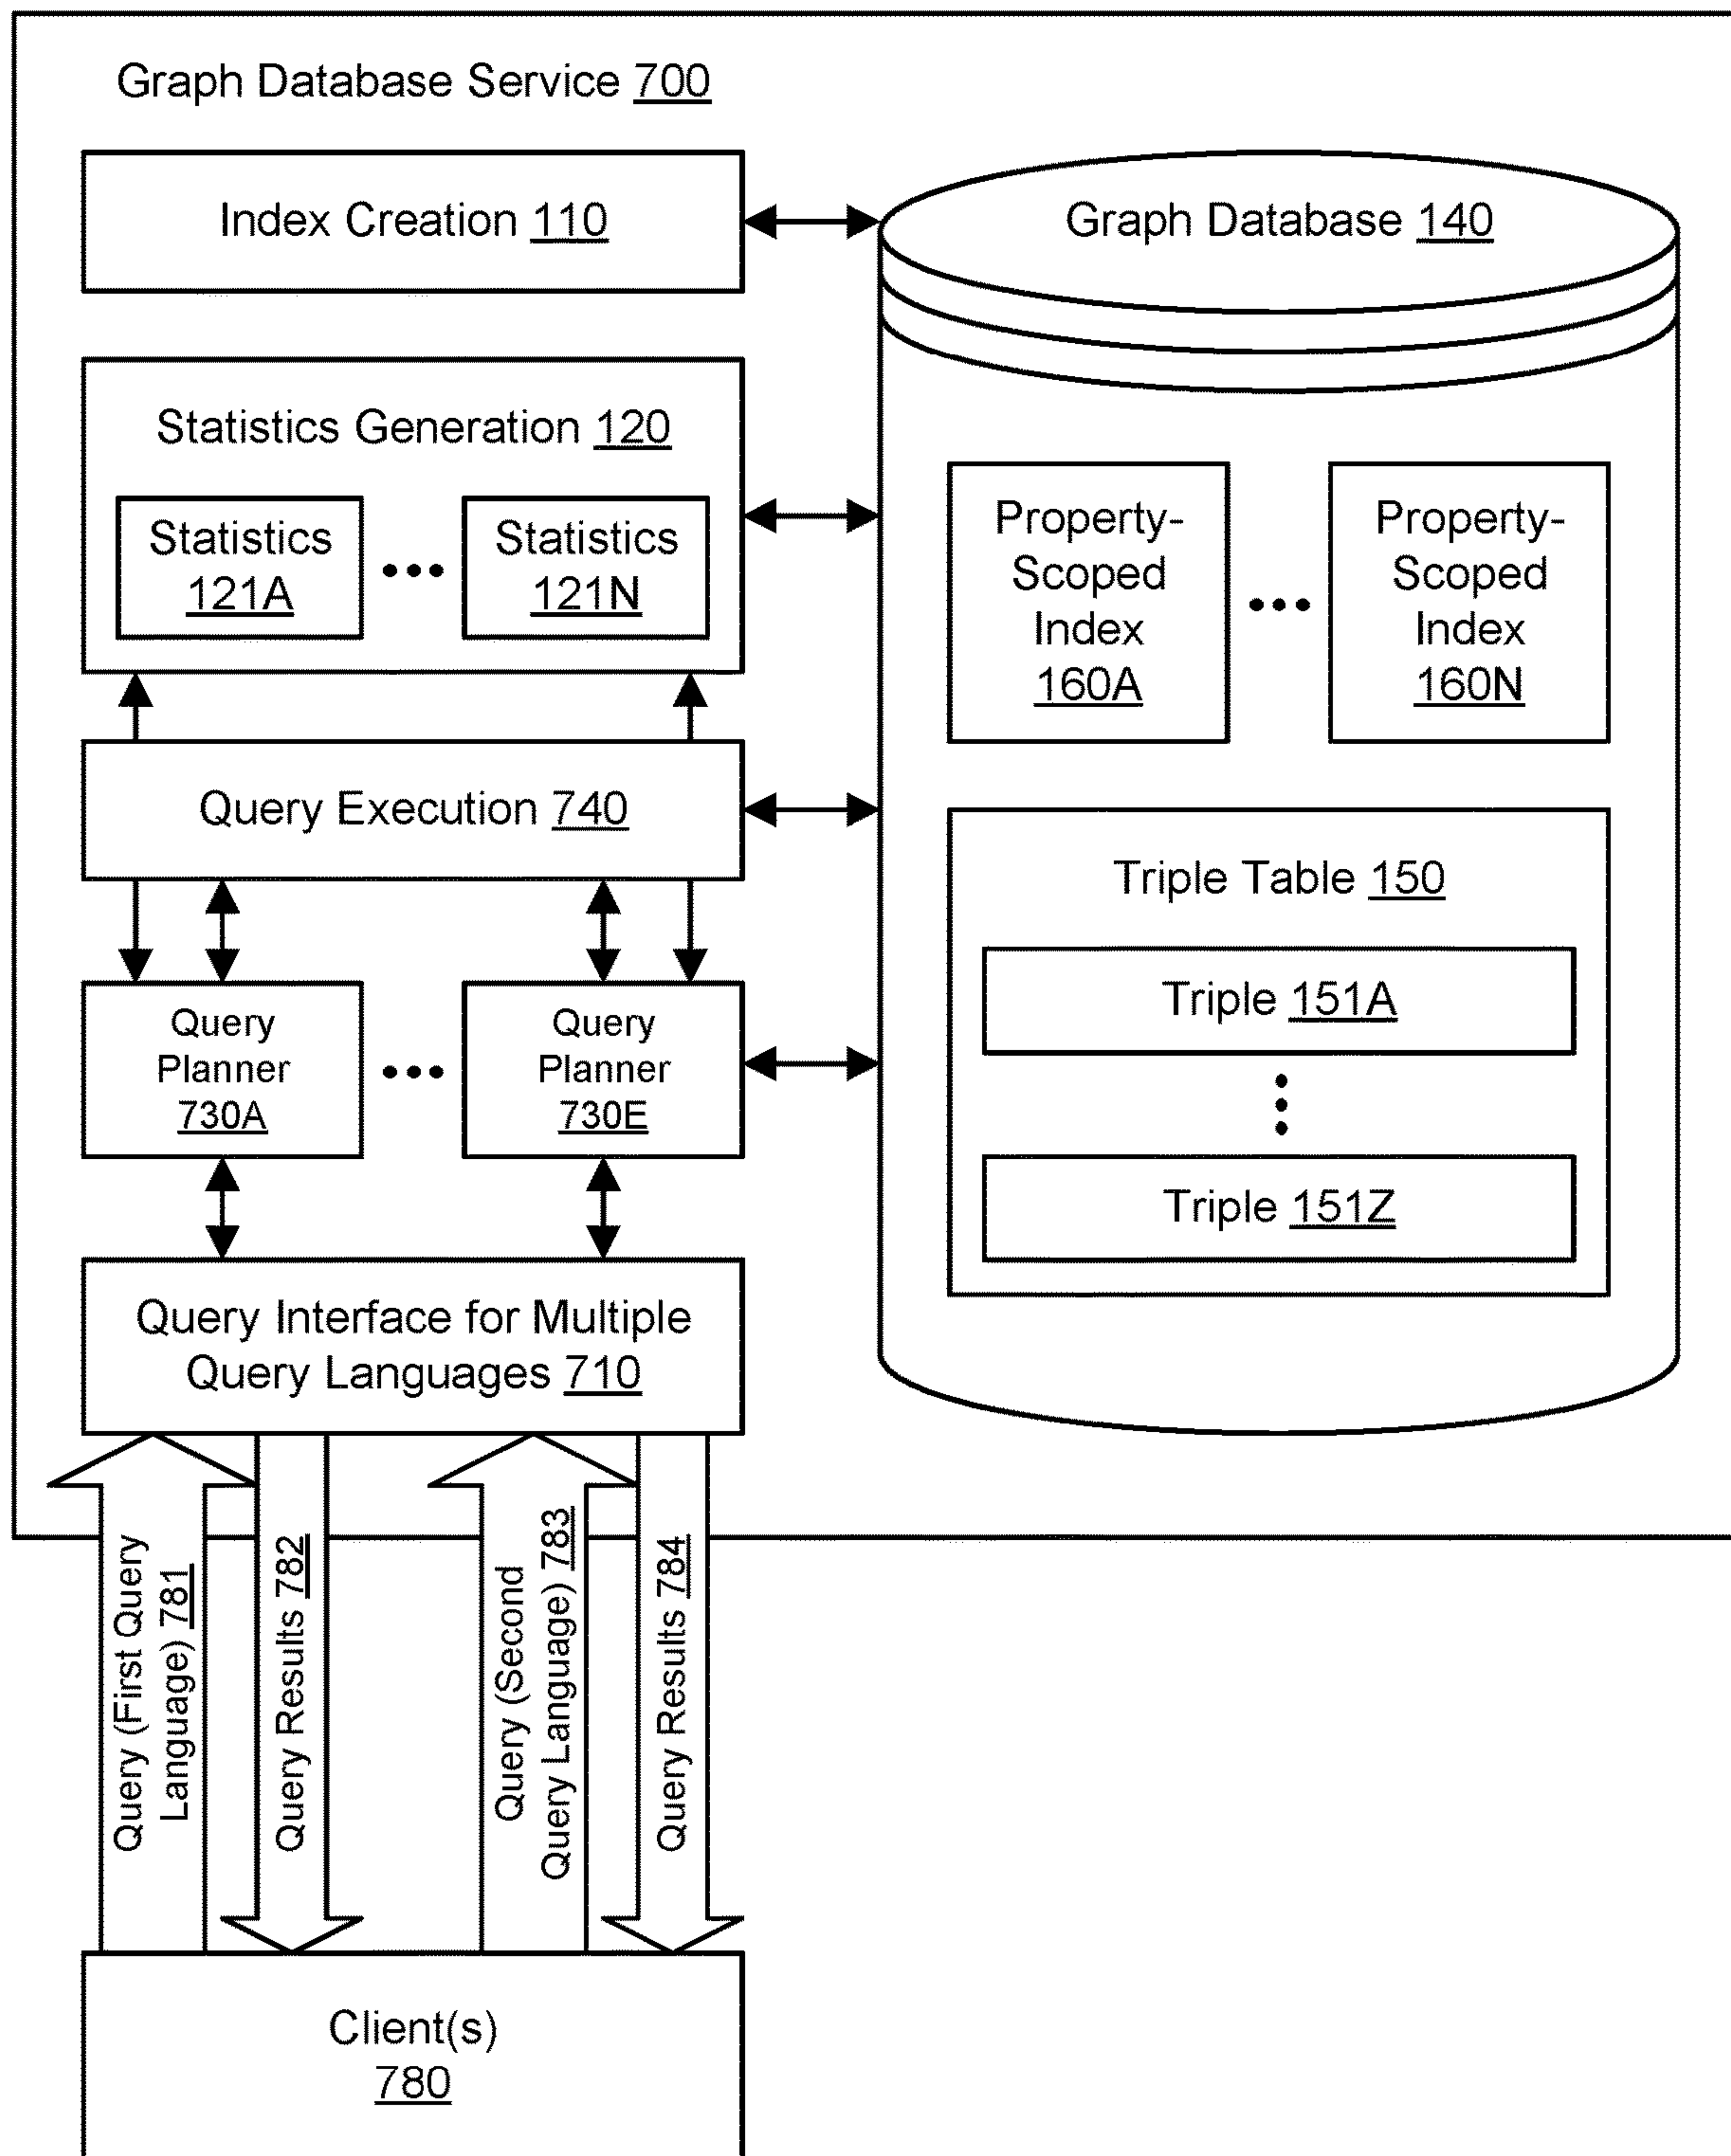 Graph Database Service 700
Index Creation 110
Graph Database 140
Statistics Generation 120
Statistics
121A
•••
Statistics
121N
Property-
Scoped
Index
160A
•••
Property-
Scoped
Index
160N
Query Execution 740
Triple Table 150
Triple 151A
Triple 151Z
Query
Planner
730A
•••
Query
Planner
730E
Query Interface for Multiple
Query Languages 710
Query (First Query
Language) 781
Query Results 782
Query (Second
Query Language) 783
Query Results 784
Client(s)
780